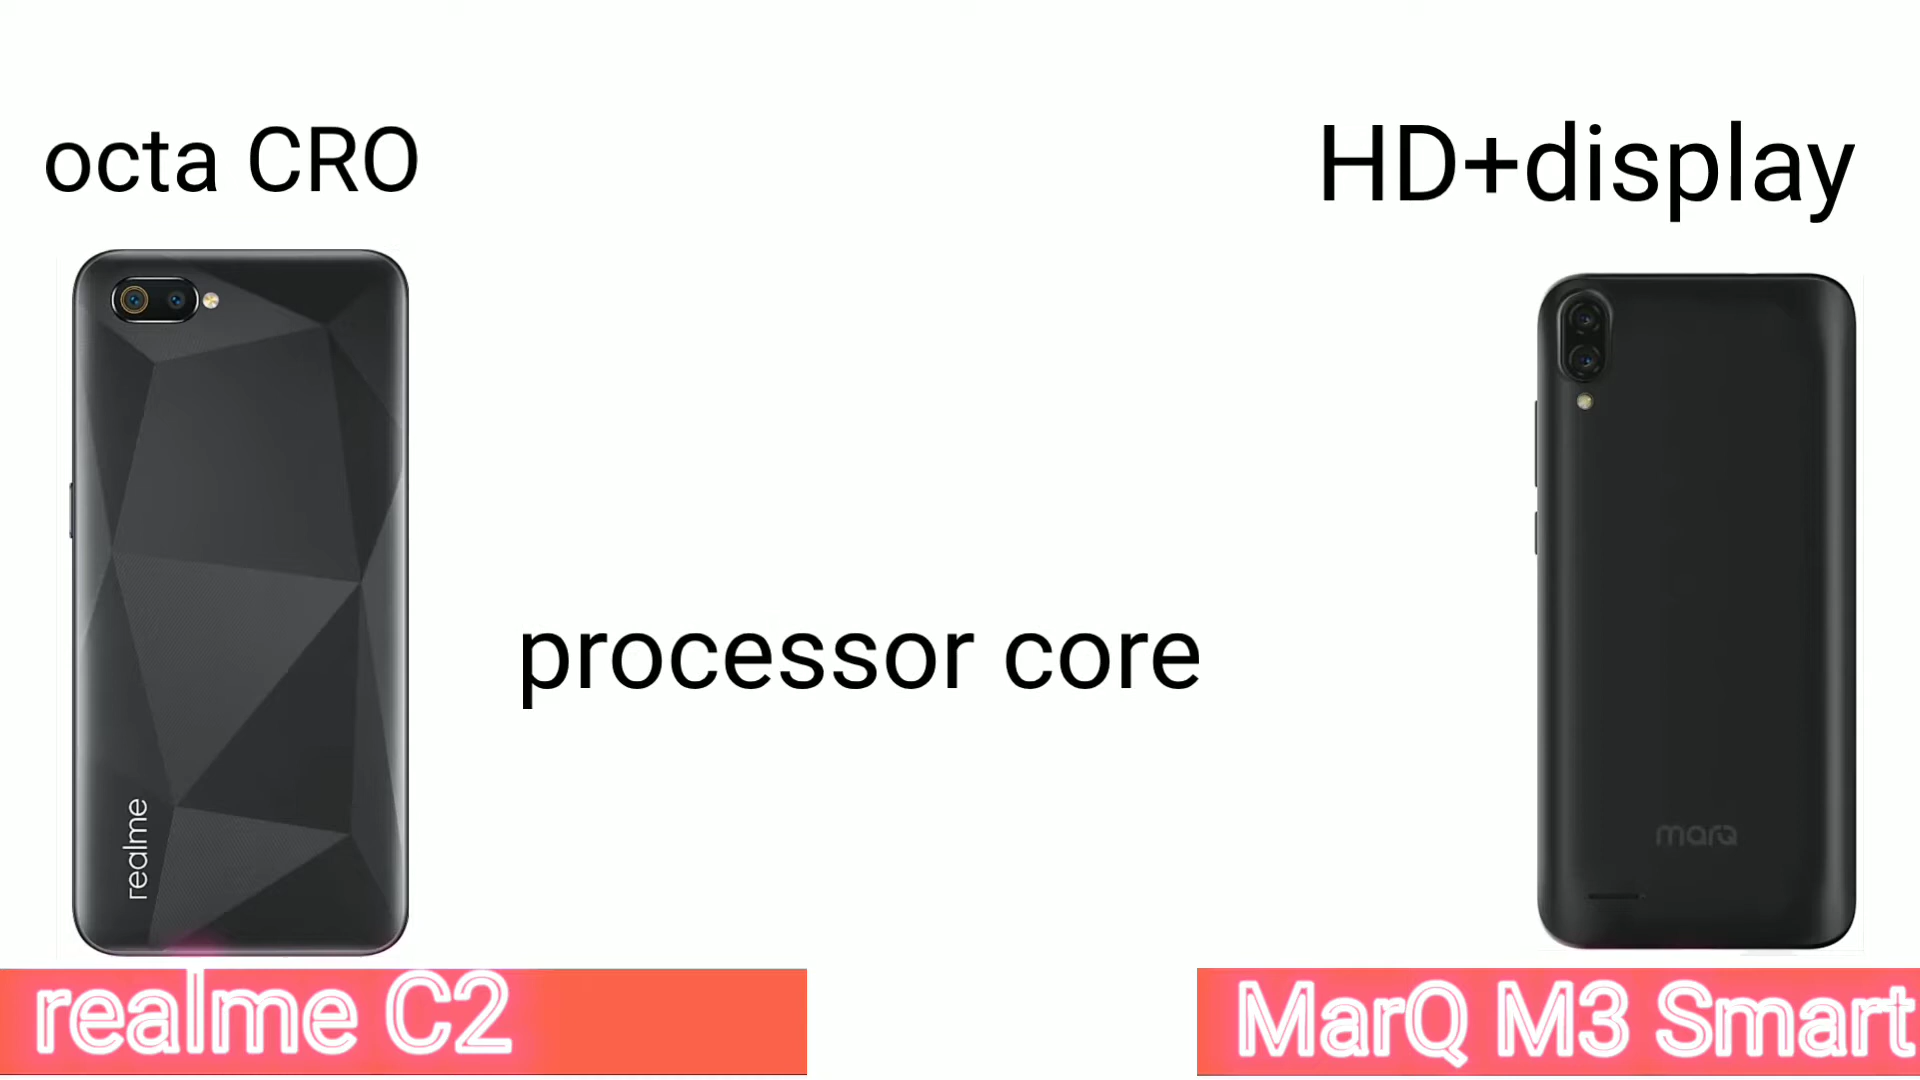 octa CRO
HD+display
processor core
realme
marQ
realme C2
MarQ M3 Smart